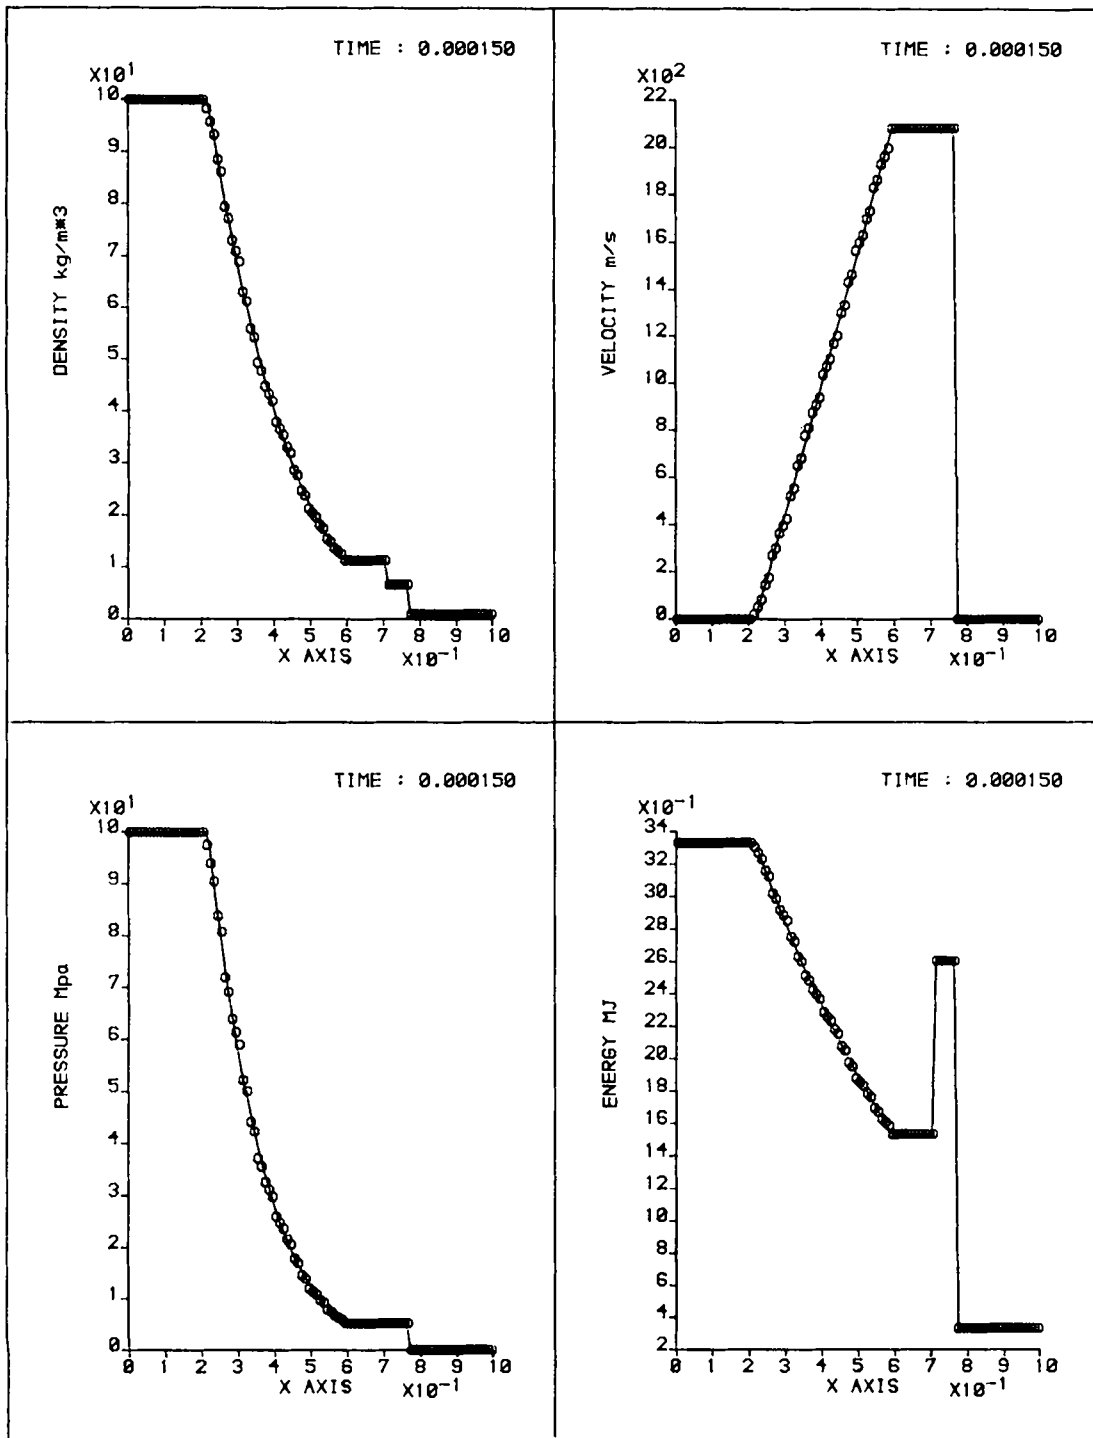 TIME : 0.000150
X10¹
10
9
8
7
6
5
4
3
2
1
0
DENSITY kg/m*3
0 1 2 3 4 5 6 7 8 9 10
X AXIS X10⁻¹
TIME : 0.000150
X10²
22
20
18
16
14
12
10
8
6
4
2
0
VELOCITY m/s
0 1 2 3 4 5 6 7 8 9 10
X AXIS X10⁻¹
TIME : 0.000150
X10¹
10
9
8
7
6
5
4
3
2
1
0
PRESSURE Mpa
0 1 2 3 4 5 6 7 8 9 10
X AXIS X10⁻¹
TIME : 0.000150
X10⁻¹
34
32
30
28
26
24
22
20
18
16
14
12
10
8
6
4
2
ENERGY MJ
0 1 2 3 4 5 6 7 8 9 10
X AXIS X10⁻¹